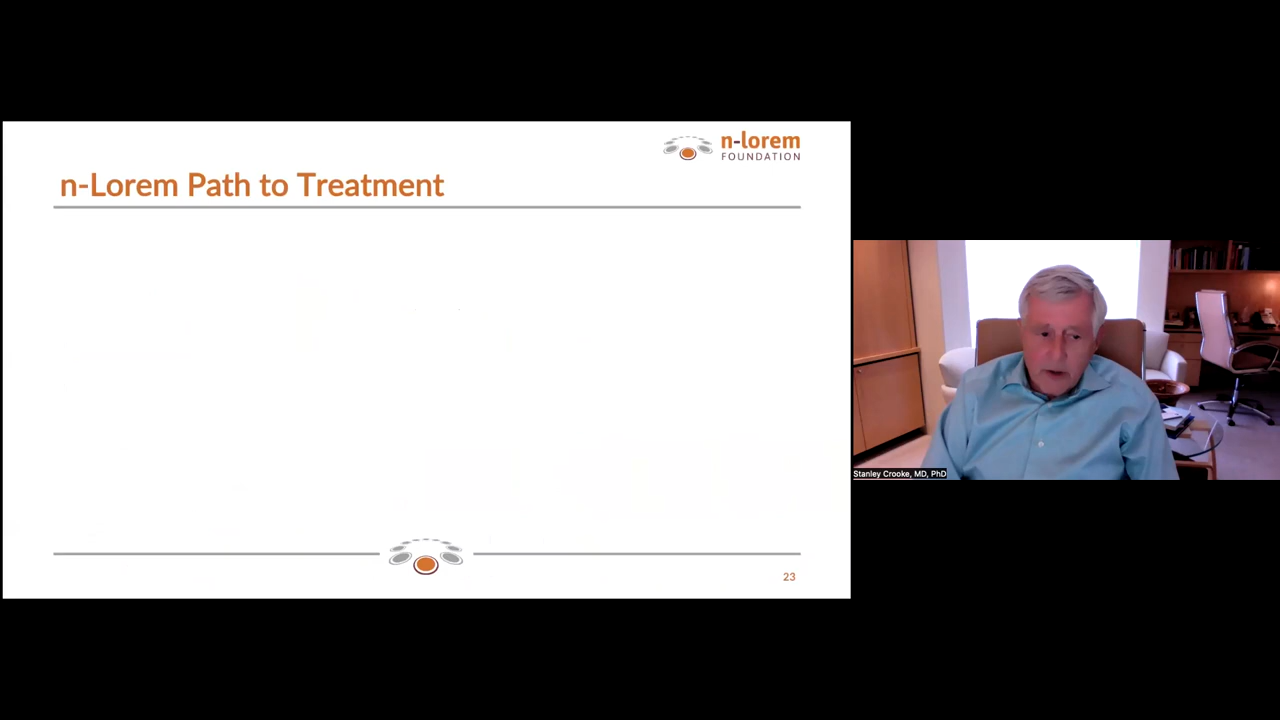 n-lorem
FOUNDATION
n-Lorem Path to Treatment
Stanley Crooke, MD, PhD
23